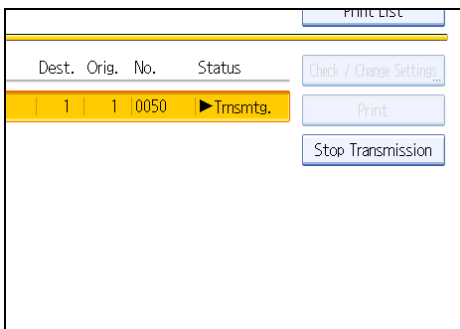 Print List
Dest. Orig. No. Status
Check / Change Settings...
1 1 0050 ►Trnsmtg.
Print
Stop Transmission